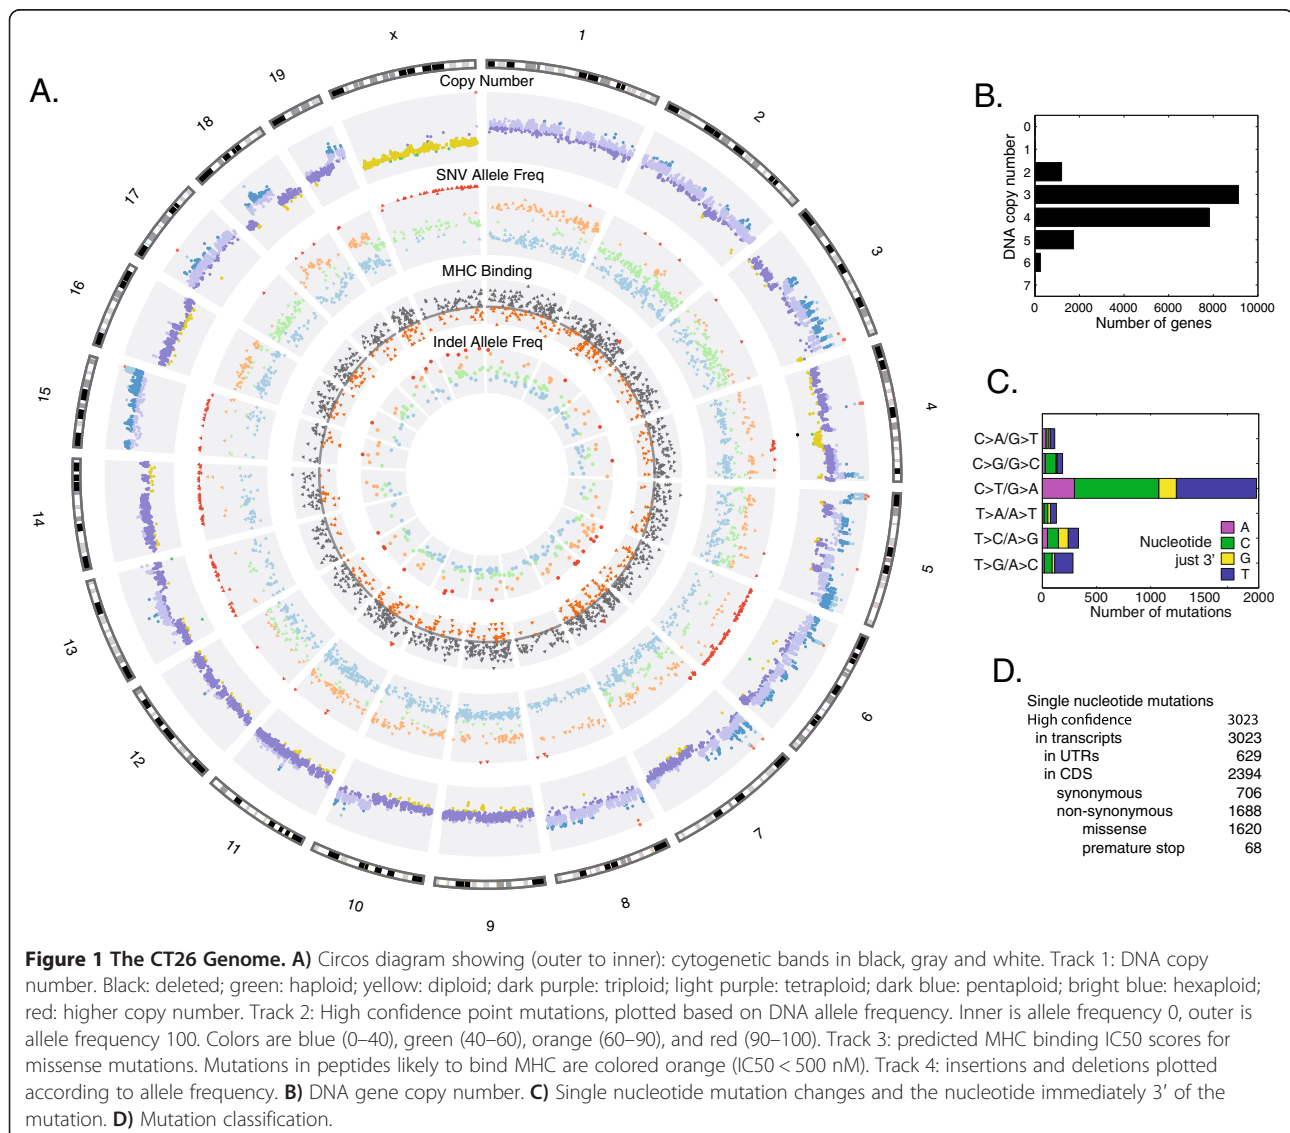 A.
Copy Number
SNV Allele Freq
MHC Binding
Indel Allele Freq
1
2
3
4
5
6
7
8
9
10
11
12
13
14
15
16
17
18
19
x
B.
DNA copy number
0
1
2
3
4
5
6
7
0 2000 4000 6000 8000 10000
Number of genes
C.
C>A/G>T
C>G/G>C
C>T/G>A
T>A/A>T
T>C/A>G
T>G/A>C
Nucleotide
just 3'
A
C
G
T
0 500 1000 1500 2000
Number of mutations
D.
Single nucleotide mutations
High confidence 3023
in transcripts 3023
in UTRs 629
in CDS 2394
synonymous 706
non-synonymous 1688
missense 1620
premature stop 68
Figure 1 The CT26 Genome. A) Circos diagram showing (outer to inner): cytogenetic bands in black, gray and white. Track 1: DNA copy
number. Black: deleted; green: haploid; yellow: diploid; dark purple: triploid; light purple: tetraploid; dark blue: pentaploid; bright blue: hexaploid;
red: higher copy number. Track 2: High confidence point mutations, plotted based on DNA allele frequency. Inner is allele frequency 0, outer is
allele frequency 100. Colors are blue (0–40), green (40–60), orange (60–90), and red (90–100). Track 3: predicted MHC binding IC50 scores for
missense mutations. Mutations in peptides likely to bind MHC are colored orange (IC50 < 500 nM). Track 4: insertions and deletions plotted
according to allele frequency. B) DNA gene copy number. C) Single nucleotide mutation changes and the nucleotide immediately 3′ of the
mutation. D) Mutation classification.